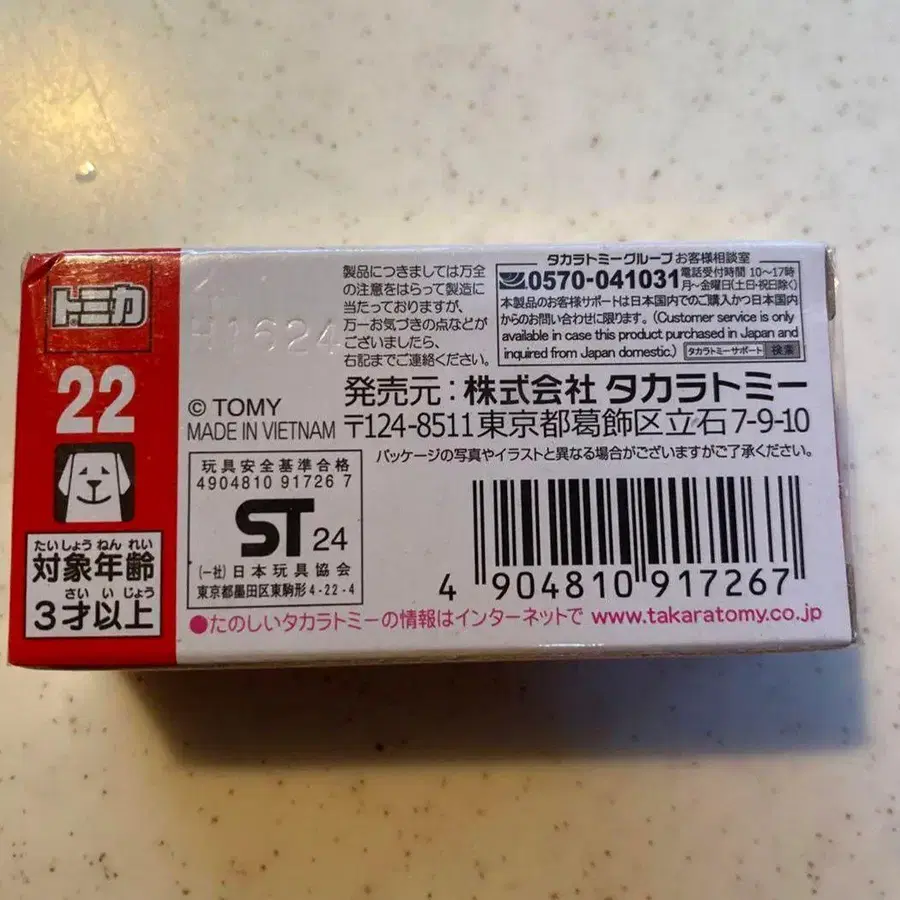 トミカ
22
たいしょうねんれい
対象年齢
さいいじょう
3才以上
H1624
© TOMY
MADE IN VIETNAM
玩具安全基準合格
4904810 91726 7
ST 24
(一社)日本玩具協会
東京都墨田区東駒形4-22-4
製品につきましては万全
の注意をはらって製造に
当たっておりますが、
万一お気づきの点などが
ございましたら、
右記までご連絡ください。
タカラトミーグループ お客様相談室
0570-041031 電話受付時間 10〜17時
月〜金曜日(土日・祝日除く)
本製品のお客様サポートは日本国内でのご購入かつ日本国内
からのお問い合わせに限ります。(Customer service is only
available in case this product purchased in Japan and
inquired from Japan domestic.) タカラトミーサポート 検索
発売元:株式会社 タカラトミー
〒124-8511東京都葛飾区立石7-9-10
パッケージの写真やイラストと異なる場合がございますがご了承ください。
4 904810 917267
●たのしいタカラトミーの情報はインターネットで www.takaratomy.co.jp